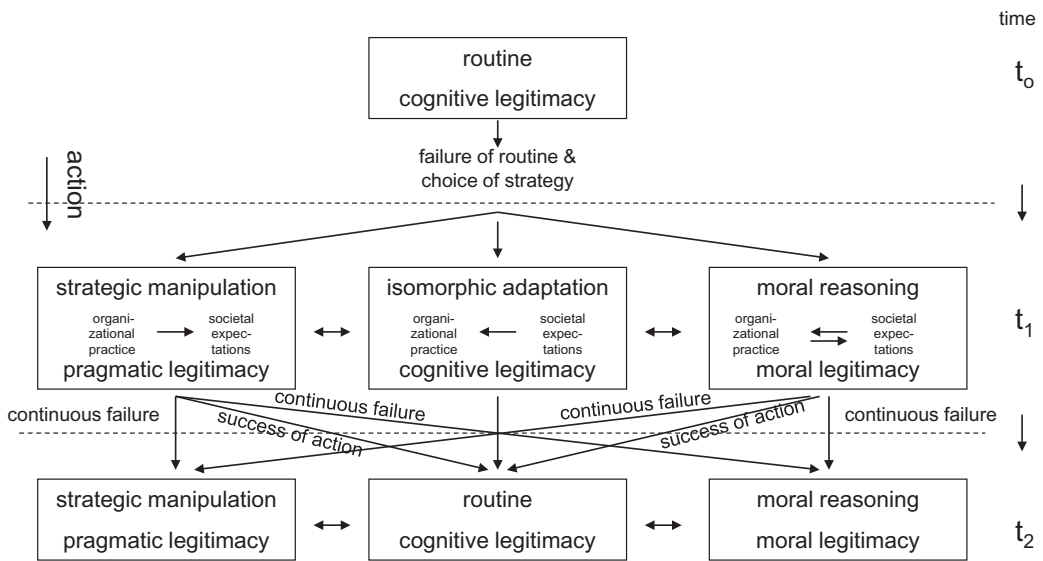 time
routine
cognitive legitimacy
t₀
failure of routine &
choice of strategy
action
strategic manipulation
organi-
zational
practice
societal
expec-
tations
pragmatic legitimacy
isomorphic adaptation
organi-
zational
practice
societal
expec-
tations
cognitive legitimacy
moral reasoning
organi-
zational
practice
societal
expec-
tations
moral legitimacy
t₁
continuous failure
continuous failure
success of action
continuous failure
success of action
continuous failure
strategic manipulation
pragmatic legitimacy
routine
cognitive legitimacy
moral reasoning
moral legitimacy
t₂